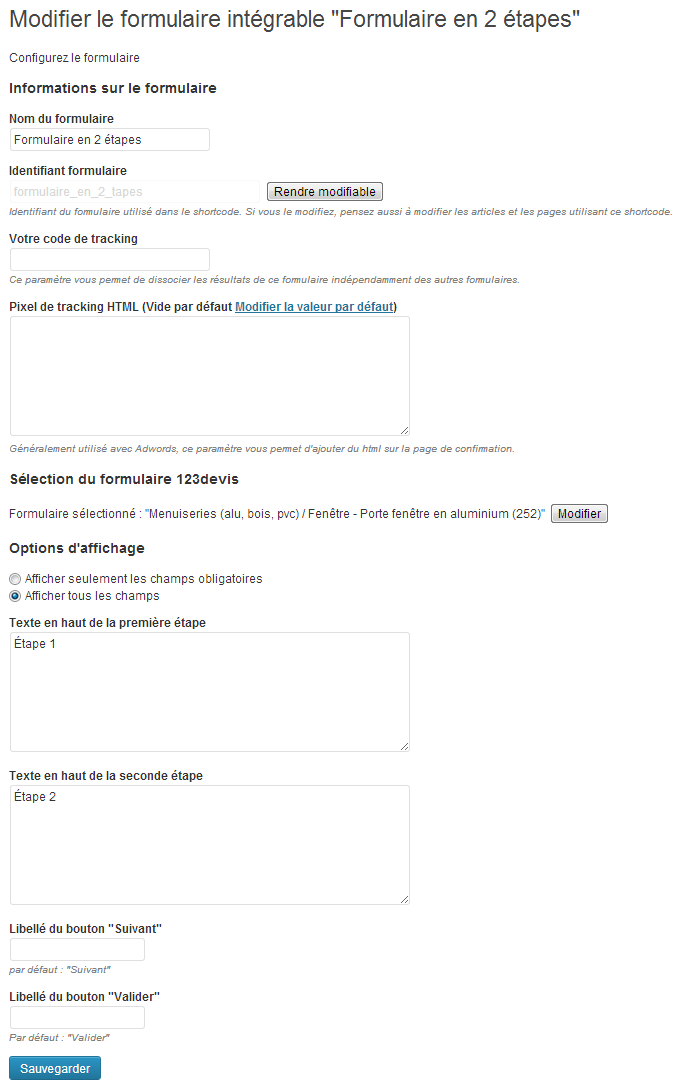 Modifier le formulaire intégrable "Formulaire en 2 étapes"
Configurez le formulaire
Informations sur le formulaire
Nom du formulaire
Formulaire en 2 étapes
Identifiant formulaire
formulaire_en_2_tapes Rendre modifiable
Identifiant du formulaire utilisé dans le shortcode. Si vous le modifiez, pensez aussi à modifier les articles et les pages utilisant ce shortcode.
Votre code de tracking
Ce paramètre vous permet de dissocier les résultats de ce formulaire indépendamment des autres formulaires.
Pixel de tracking HTML (Vide par défaut Modifier la valeur par défaut)
Généralement utilisé avec Adwords, ce paramètre vous permet d'ajouter du html sur la page de confirmation.
Sélection du formulaire 123devis
Formulaire sélectionné : "Menuiseries (alu, bois, pvc) / Fenêtre - Porte fenêtre en aluminium (252)" Modifier
Options d'affichage
Afficher seulement les champs obligatoires
Afficher tous les champs
Texte en haut de la première étape
Étape 1
Texte en haut de la seconde étape
Étape 2
Libellé du bouton "Suivant"
par défaut : "Suivant"
Libellé du bouton "Valider"
Par défaut : "Valider"
Sauvegarder